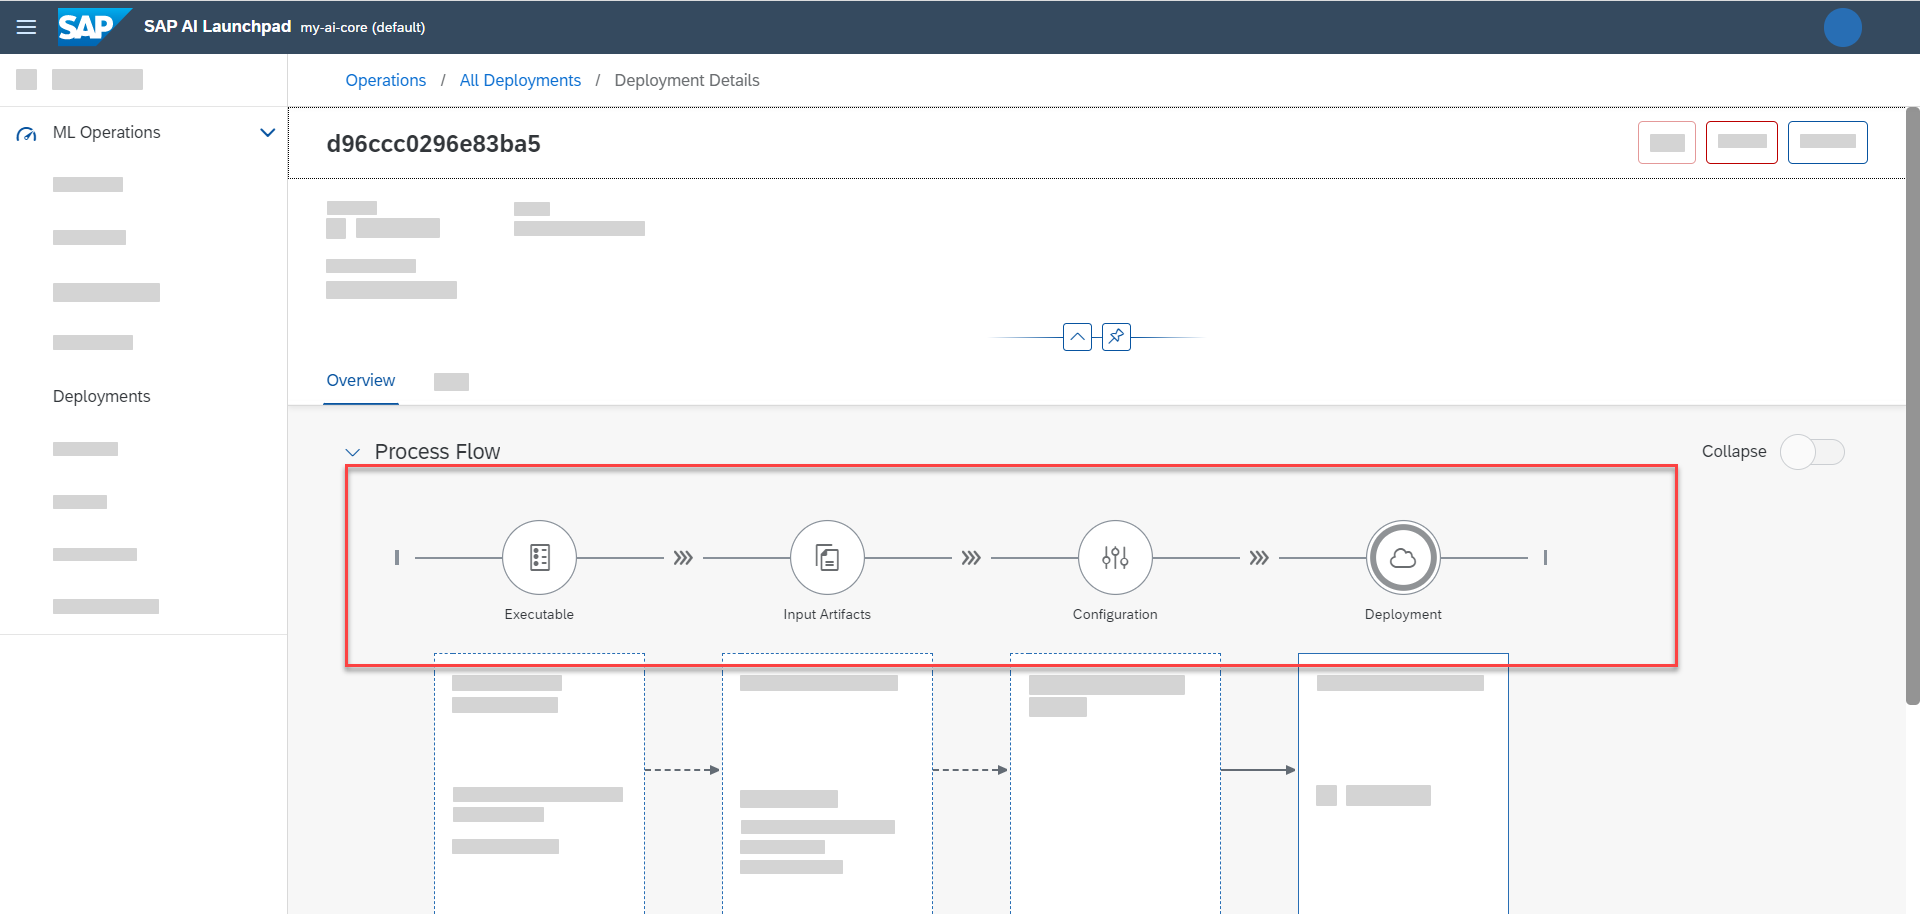 SAP SAP AI Launchpad my-ai-core (default)
Operations / All Deployments / Deployment Details
ML Operations
d96ccc0296e83ba5
Deployments
Overview
Process Flow
Collapse
Executable
Input Artifacts
Configuration
Deployment